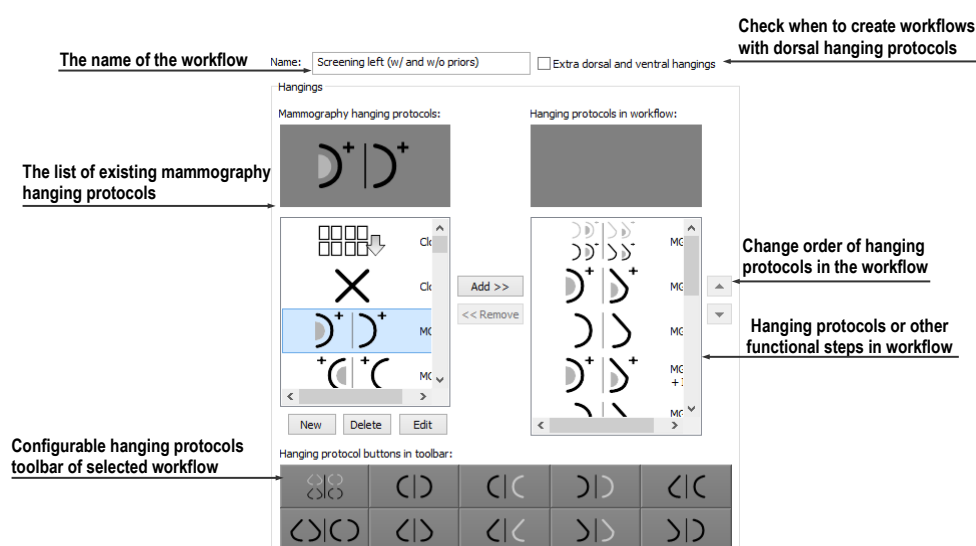 Check when to create workflows
with dorsal hanging protocols
The name of the workflow
Name:
Screening left (w/ and w/o priors)
Extra dorsal and ventral hangings
Hangings
Mammography hanging protocols:
Hanging protocols in workflow:
The list of existing mammography
hanging protocols
Clo
Clo
MG
MG
Add >>
<< Remove
MG
MG
MG
MG
+ I
MG
Change order of hanging
protocols in the workflow
Hanging protocols or other
functional steps in workflow
New
Delete
Edit
Configurable hanging protocols
toolbar of selected workflow
Hanging protocol buttons in toolbar: